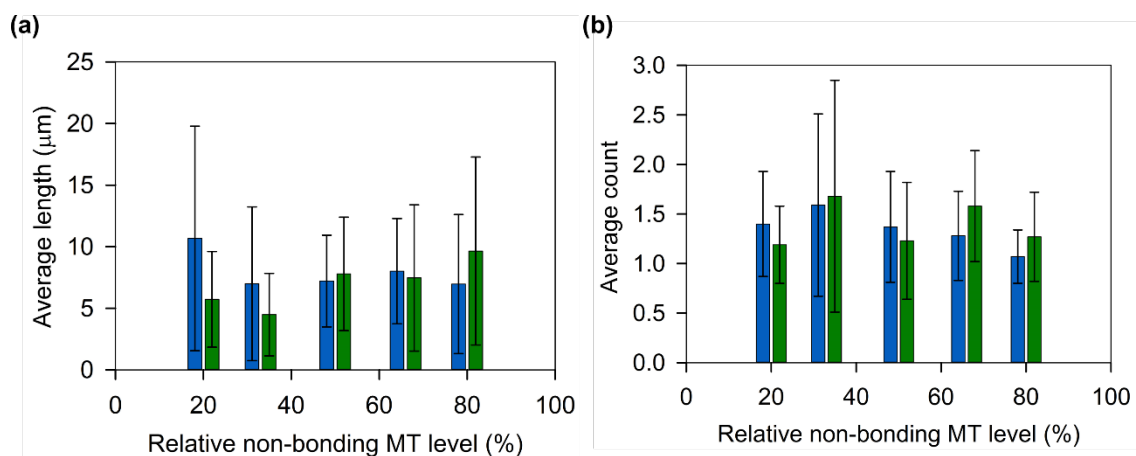 (a)
Average length (μm)
25
20
15
10
5
0
0 20 40 60 80 100
Relative non-bonding MT level (%)
(b)
Average count
3.0
2.5
2.0
1.5
1.0
0.5
0.0
0 20 40 60 80 100
Relative non-bonding MT level (%)